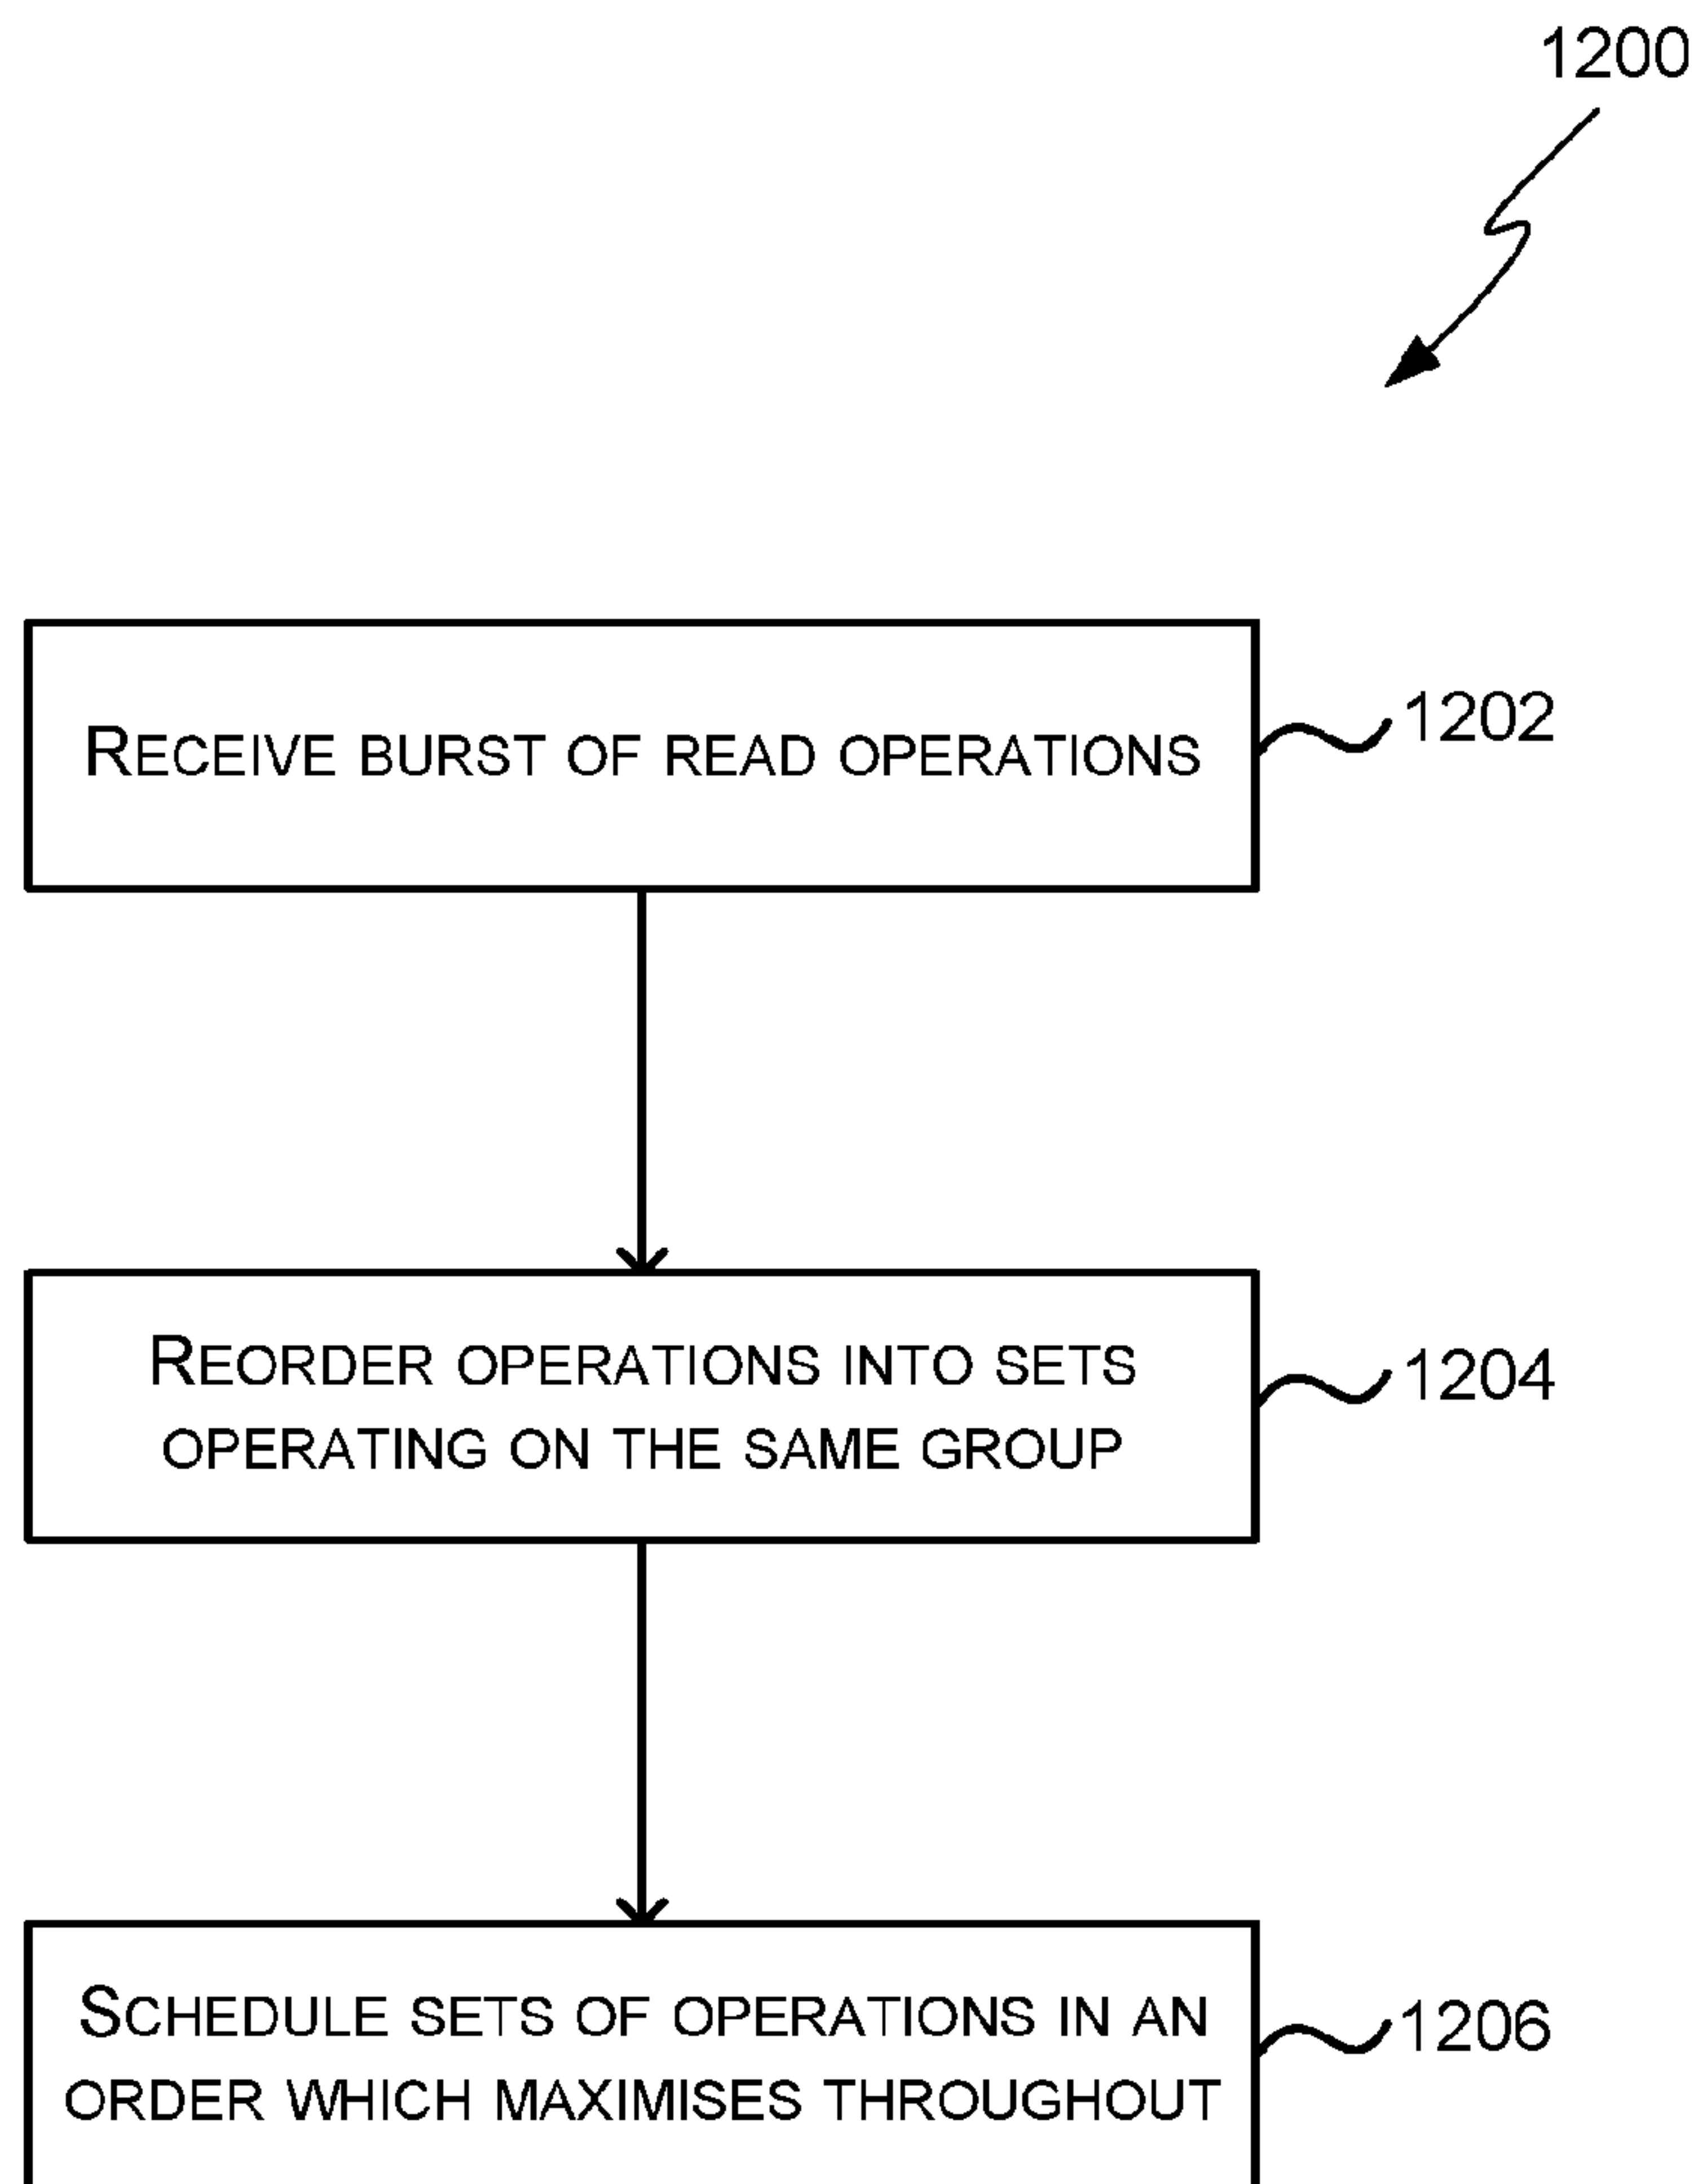 1200
RECEIVE BURST OF READ OPERATIONS
1202
REORDER OPERATIONS INTO SETS
OPERATING ON THE SAME GROUP
1204
SCHEDULE SETS OF OPERATIONS IN AN
ORDER WHICH MAXIMISES THROUGHOUT
1206